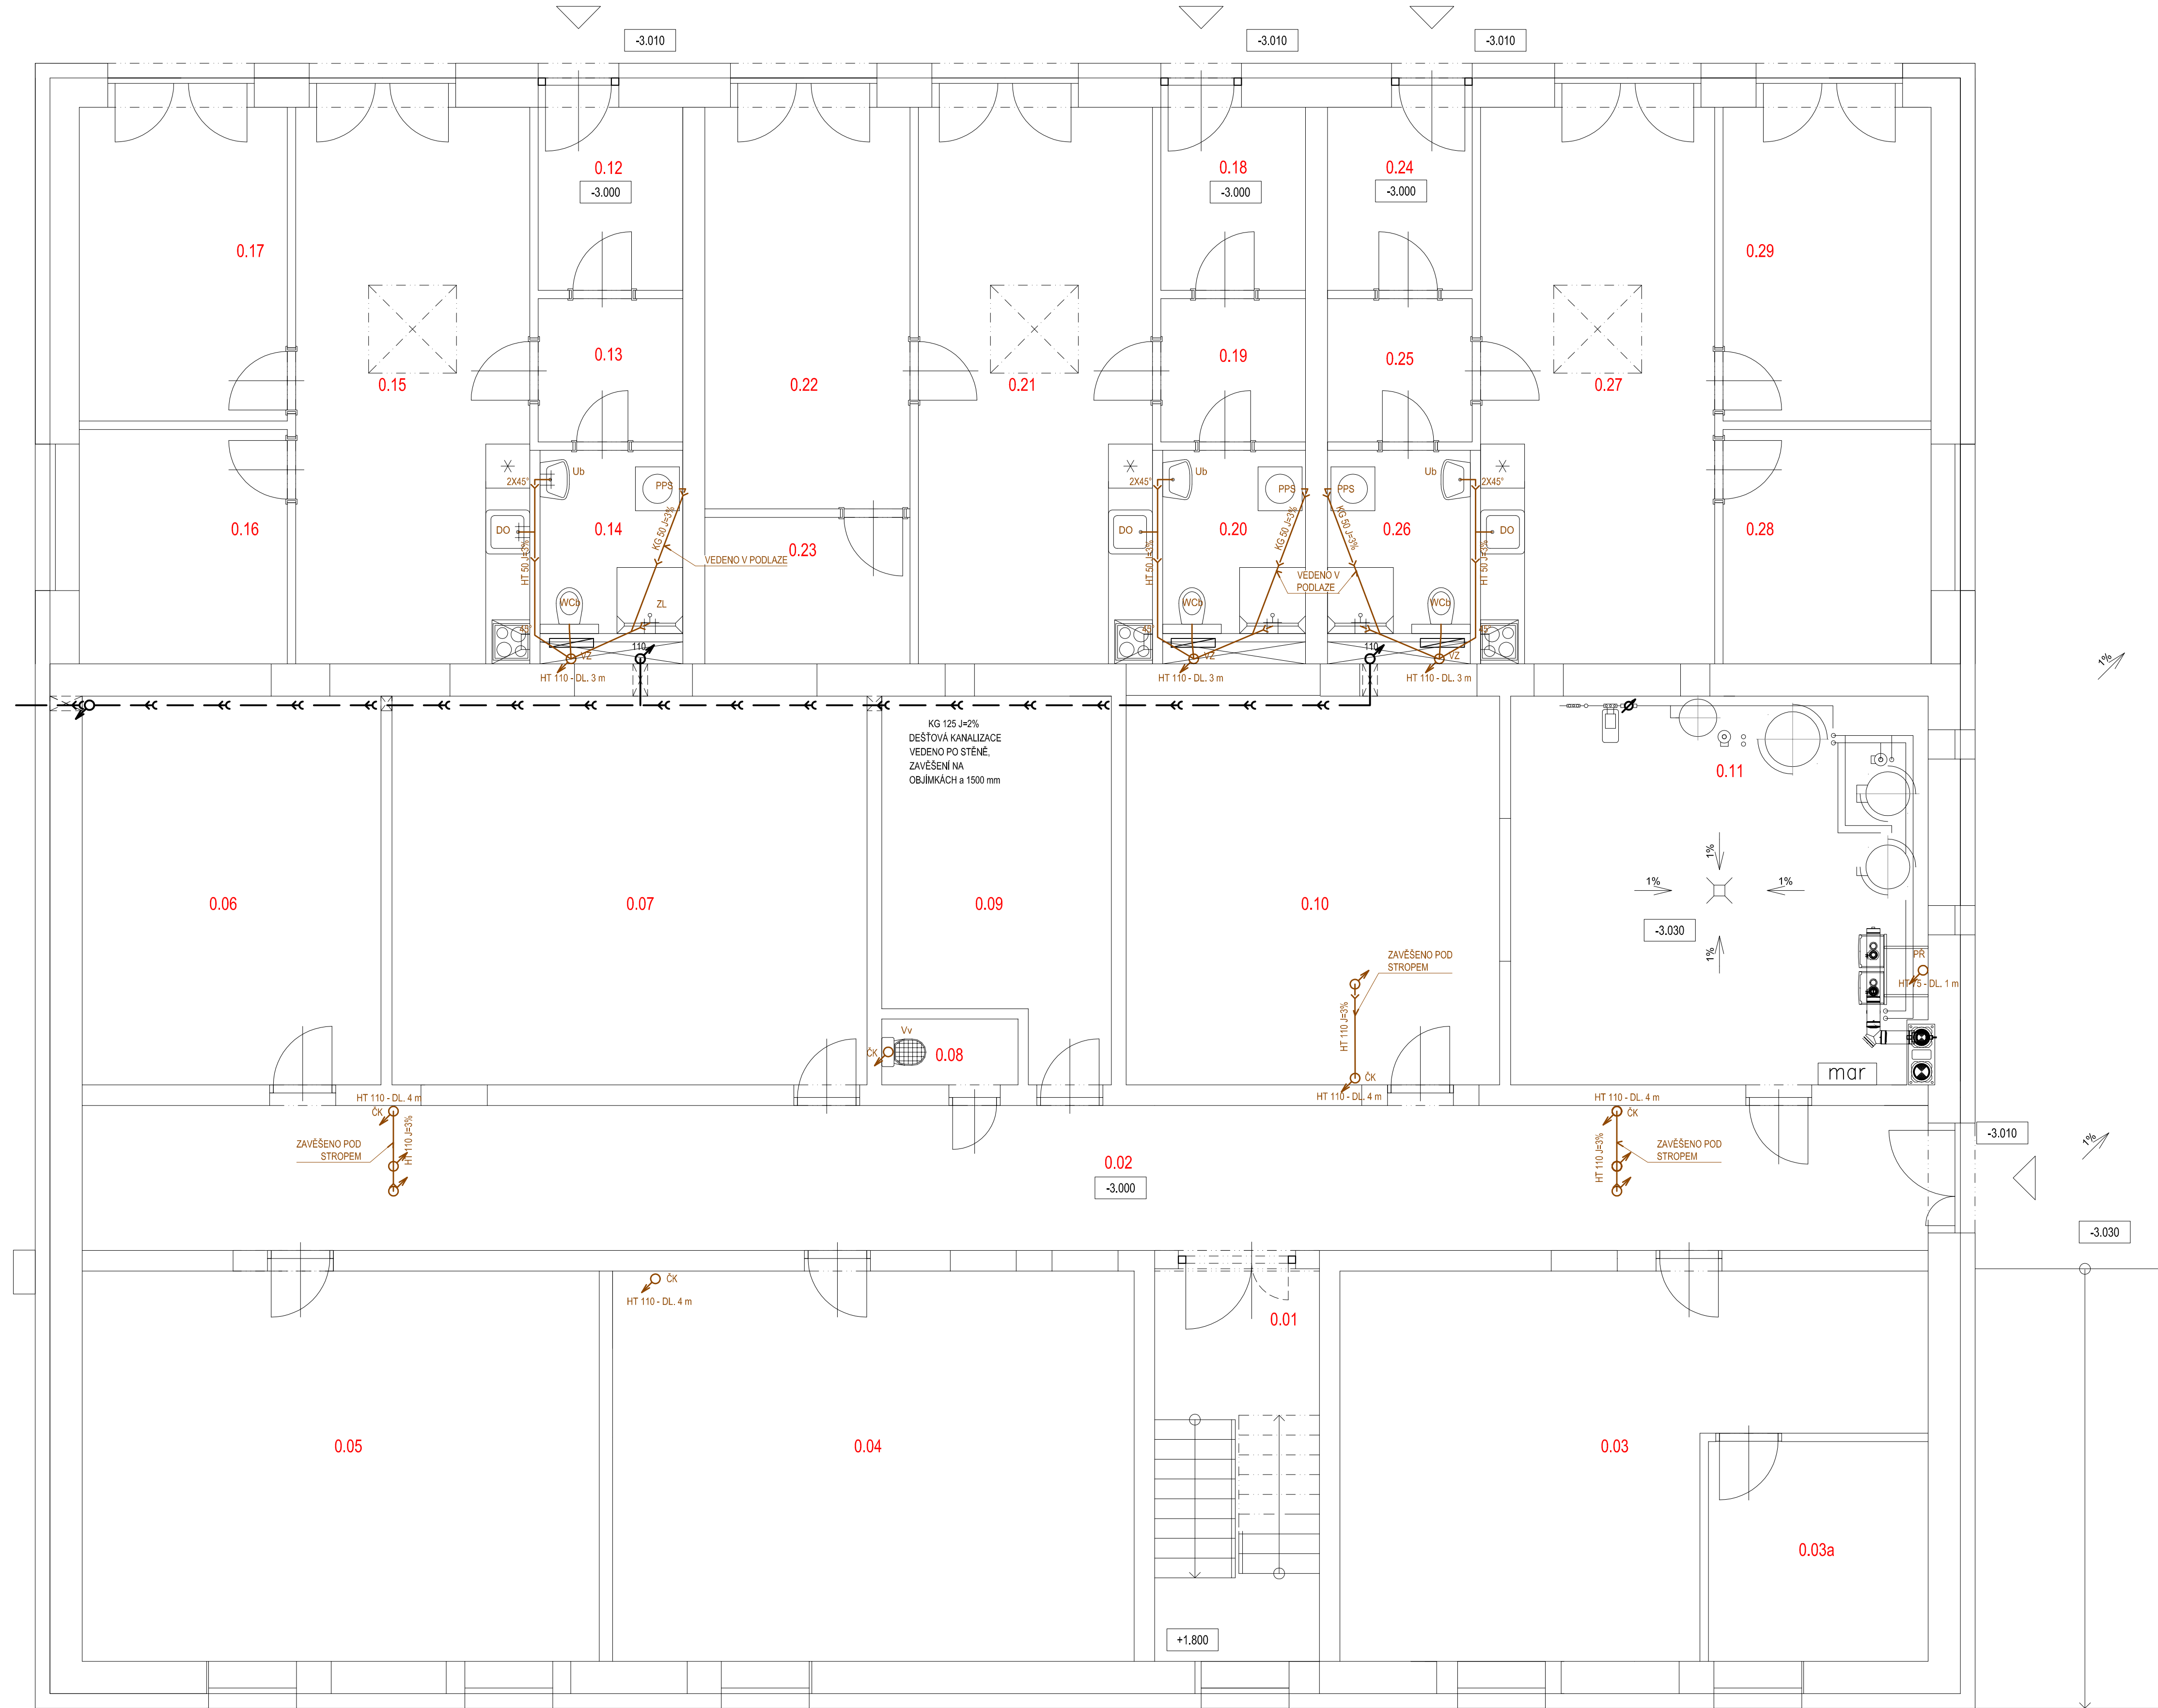 -3.010
-3.010
-3.010
0.12
-3.000
0.18
-3.000
0.24
-3.000
0.17
0.29
0.13
0.19
0.25
0.15
0.22
0.21
0.27
Ub
2X45°
PPS
DO
0.14
0.16
HT 50 J=3%
KG 50 J=3%
VEDENO V PODLAZE
0.23
WCb
ZL
45°
VZ
110
HT 110 - DL. 3 m
Ub
2X45°
PPS
DO
0.20
HT 50 J=3%
KG 50 J=3%
VEDENO V
PODLAZE
WCb
45°
VZ
HT 110 - DL. 3 m
PPS
Ub
2X45°
DO
0.26
0.28
KG 50 J=3%
HT 50 J=3%
WCb
45°
110
VZ
HT 110 - DL. 3 m
1%
KG 125 J=2%
DEŠŤOVÁ KANALIZACE
VEDENO PO STĚNĚ,
ZAVĚŠENÍ NA
OBJÍMKÁCH a 1500 mm
0.11
0.06
0.07
0.09
0.10
1%
1%
1%
1%
-3.030
PŘ
HT 75 - DL. 1 m
ZAVĚŠENO POD
STROPEM
HT 110 J=3%
ČK
HT 110 - DL. 4 m
Vv
ČK
0.08
mar
HT 110 - DL. 4 m
ČK
HT 110 J=3%
ZAVĚŠENO POD
STROPEM
HT 110 - DL. 4 m
ČK
HT 110 J=3%
ZAVĚŠENO POD
STROPEM
0.02
-3.000
-3.010
1%
-3.030
ČK
HT 110 - DL. 4 m
0.01
0.05
0.04
0.03
0.03a
+1.800